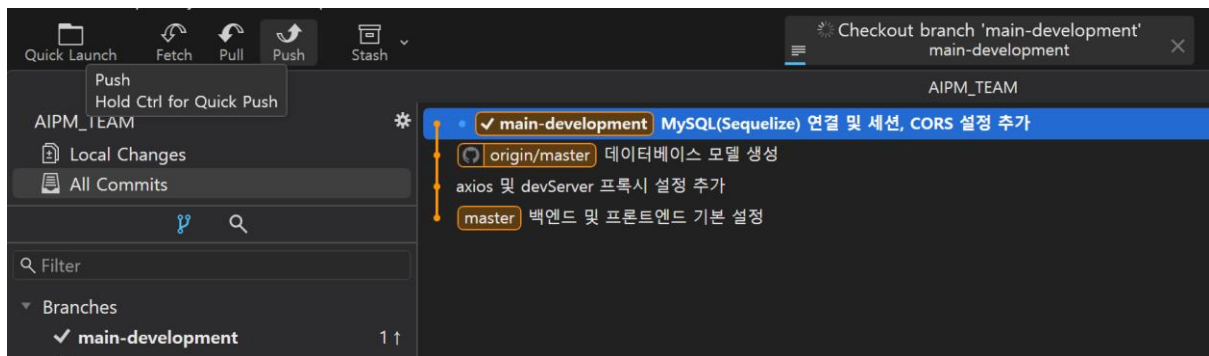 Quick Launch Fetch Pull Push Stash
Checkout branch 'main-development'
main-development
Push
Hold Ctrl for Quick Push
AIPM_TEAM
AIPM_TEAM
Local Changes
All Commits
Filter
Branches
main-development 1↑
main-development MySQL(Sequelize) 연결 및 세션, CORS 설정 추가
origin/master 데이터베이스 모델 생성
axios 및 devServer 프록시 설정 추가
master 백엔드 및 프론트엔드 기본 설정